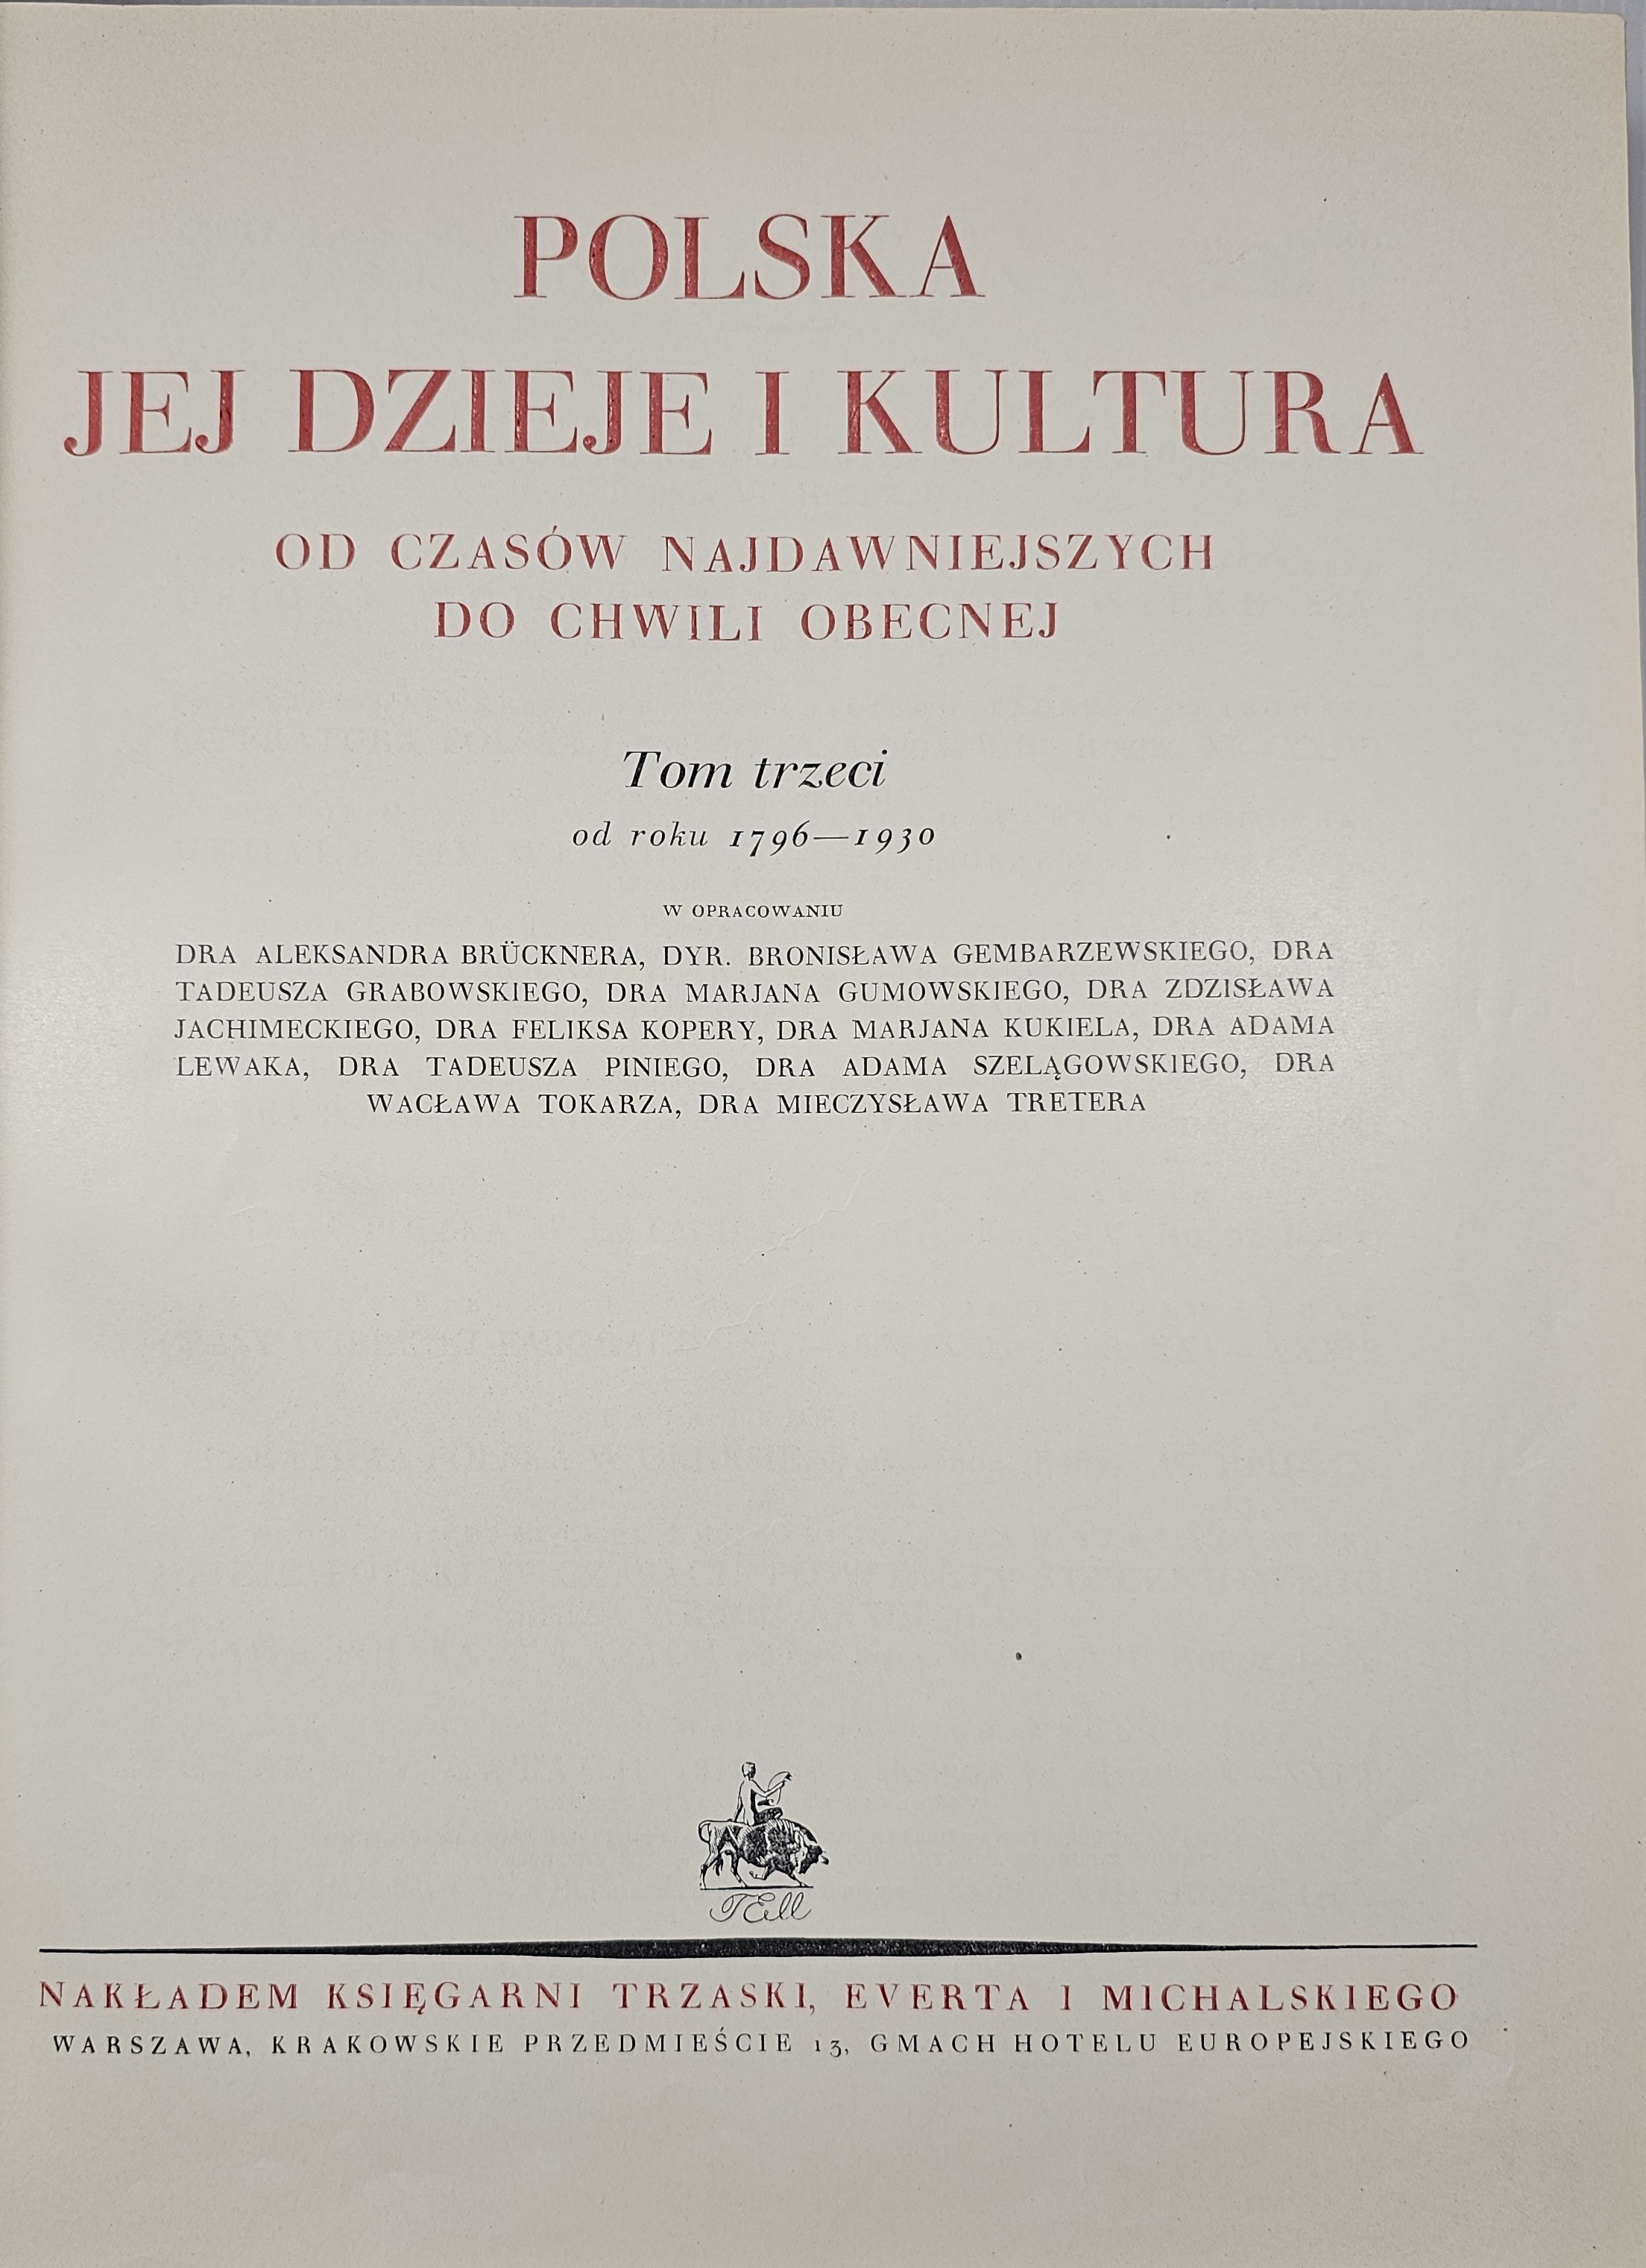 POLSKA
JEJ DZIEJE I KULTURA
OD CZASÓW NAJDAWNIEJSZYCH
DO CHWILI OBECNEJ
Tom trzeci
od roku 1796—1930
W OPRACOWANIU
DRA ALEKSANDRA BRÜCKNERA, DYR. BRONISŁAWA GEMBARZEWSKIEGO, DRA
TADEUSZA GRABOWSKIEGO, DRA MARJANA GUMOWSKIEGO, DRA ZDZISŁAWA
JACHIMECKIEGO, DRA FELIKSA KOPERY, DRA MARJANA KUKIELA, DRA ADAMA
LEWAKA, DRA TADEUSZA PINIEGO, DRA ADAMA SZELĄGOWSKIEGO, DRA
WACŁAWA TOKARZA, DRA MIECZYSŁAWA TRETERA
NAKŁADEM KSIĘGARNI TRZASKI, EVERTA I MICHALSKIEGO
WARSZAWA, KRAKOWSKIE PRZEDMIEŚCIE 13, GMACH HOTELU EUROPEJSKIEGO